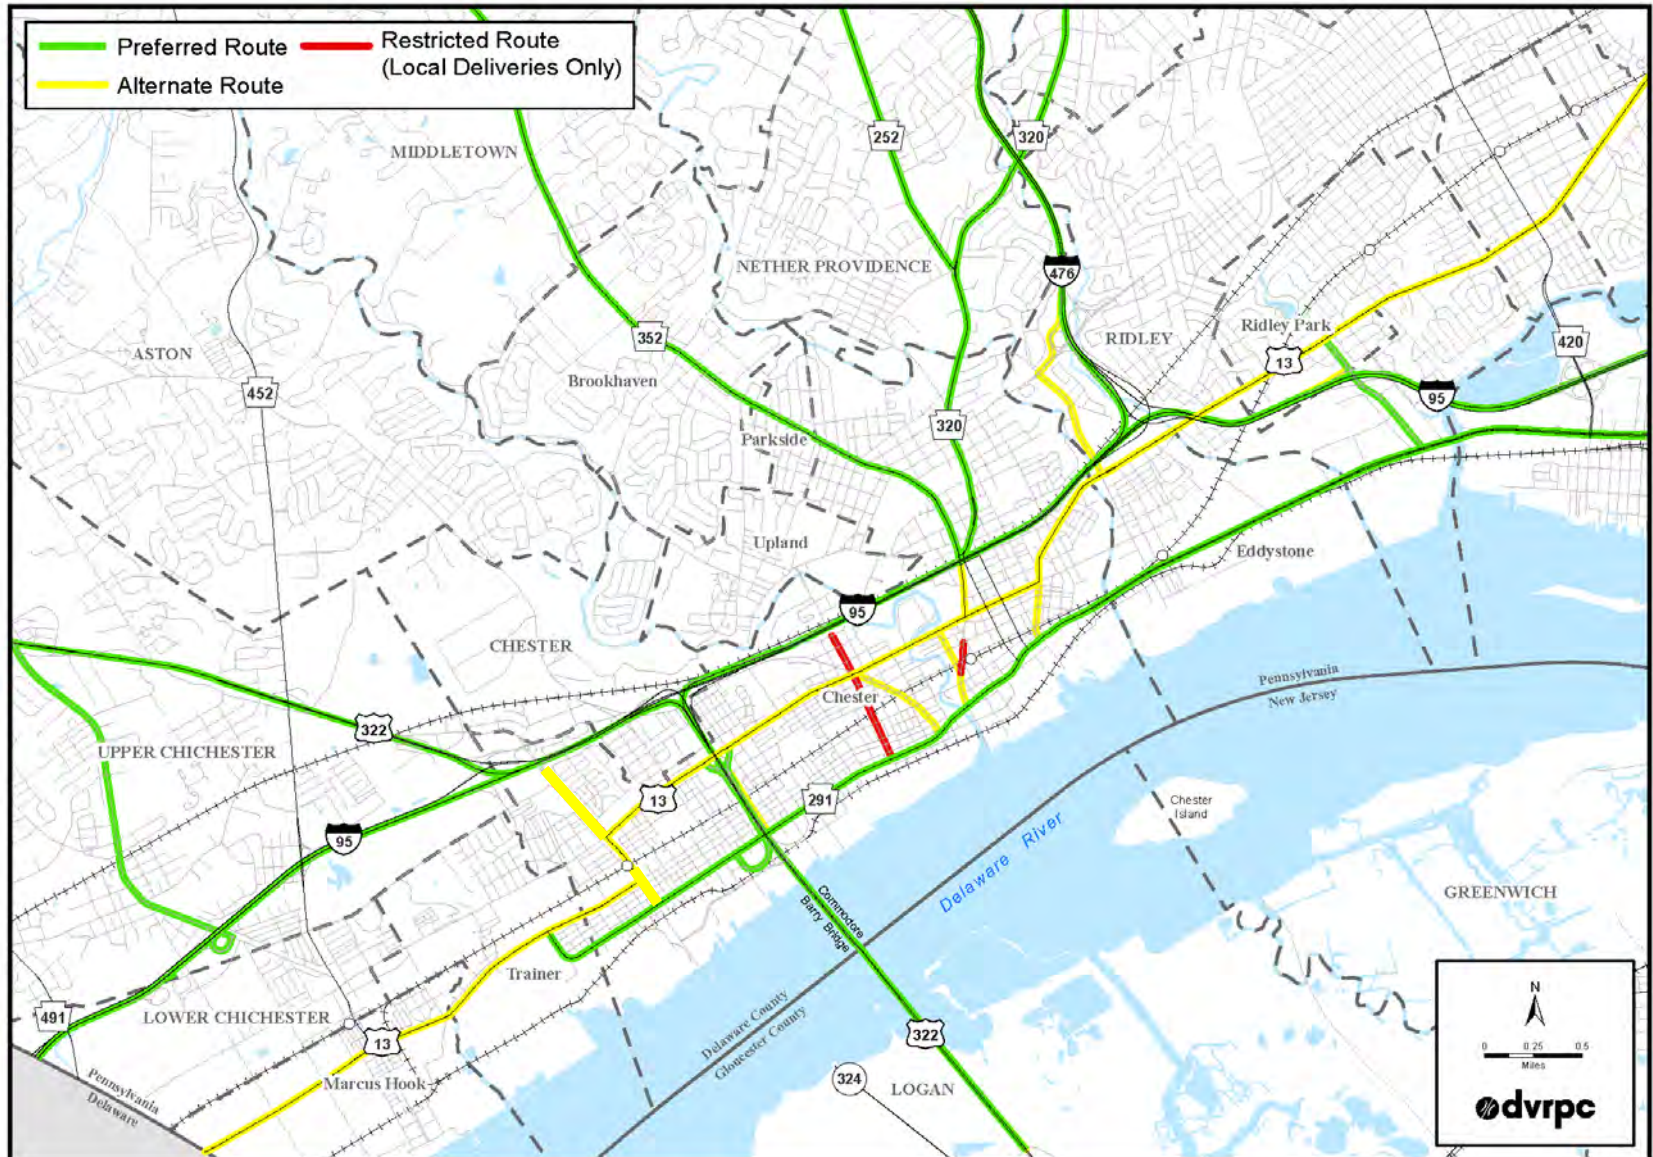 Preferred Route
Restricted Route
(Local Deliveries Only)
Alternate Route
252
320
MIDDLETOWN
NETHER PROVIDENCE
476
352
RIDLEY
Ridley Park
13
420
ASTON
452
Brookhaven
95
320
Parkside
Upland
Eddystone
95
CHESTER
Chester
Pennsylvania
New Jersey
322
UPPER CHICHESTER
13
291
Chester
Island
95
Delaware River
GREENWICH
Commodore
Barry Bridge
Trainer
491
LOWER CHICHESTER
13
Delaware County
Gloucester County
322
324
LOGAN
Marcus Hook
Pennsylvania
Delaware
N
0 0.25 0.5
Miles
dvrpc